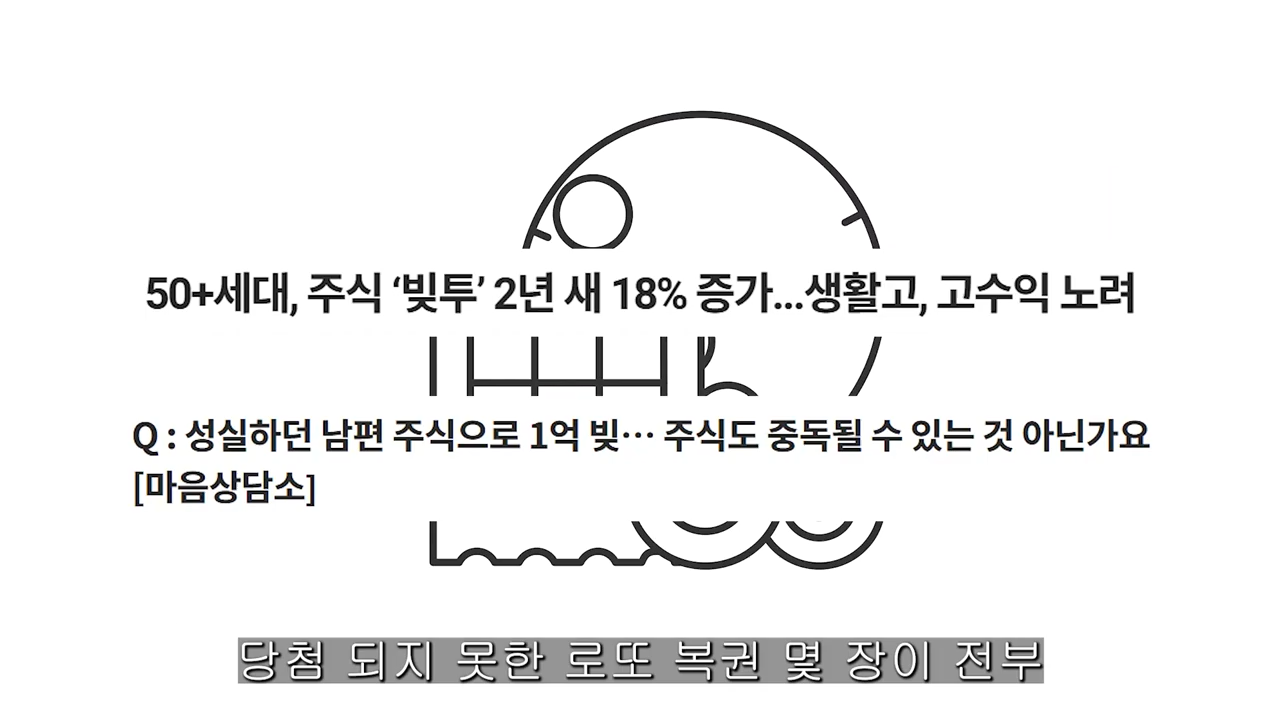 50+세대, 주식 ‘빚투’ 2년 새 18% 증가...생활고, 고수익 노려
Q : 성실하던 남편 주식으로 1억 빚… 주식도 중독될 수 있는 것 아닌가요
[마음상담소]
당첨 되지 못한 로또 복권 몇 장이 전부